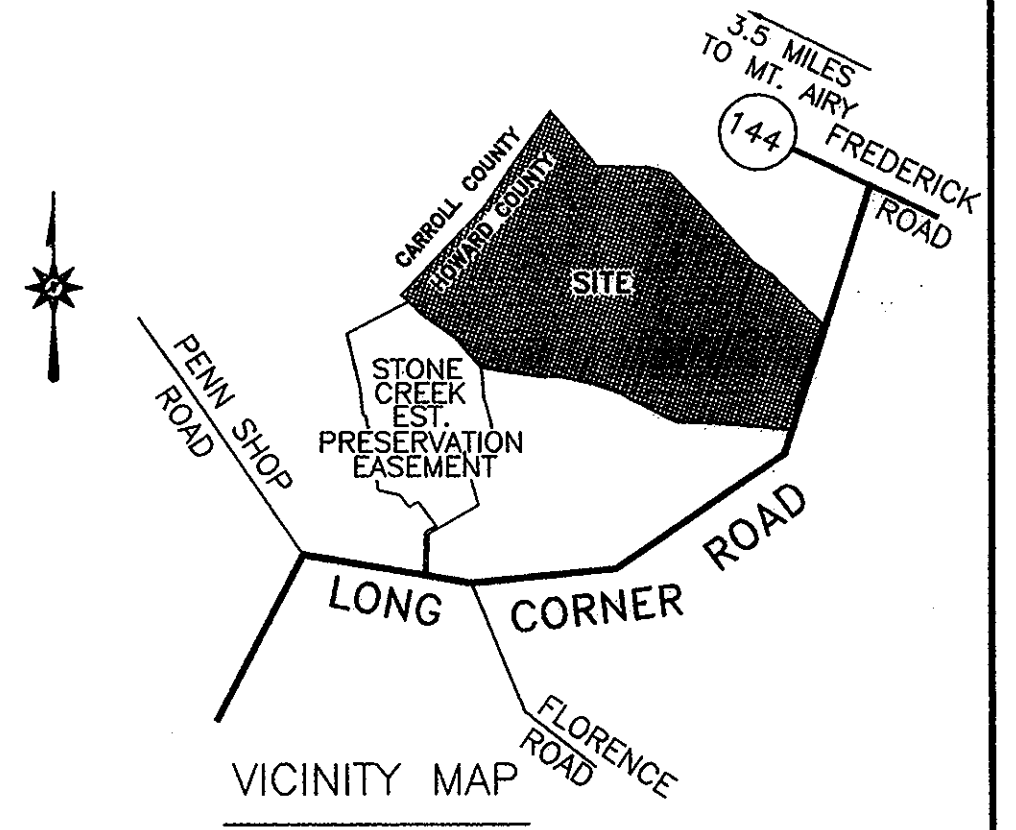 3.5 MILES
TO MT. AIRY
144
FREDERICK
ROAD
CARROLL COUNTY
HOWARD COUNTY
SITE
PENN SHOP
ROAD
STONE
CREEK
EST.
PRESERVATION
EASEMENT
LONG CORNER ROAD
FLORENCE
ROAD
VICINITY MAP